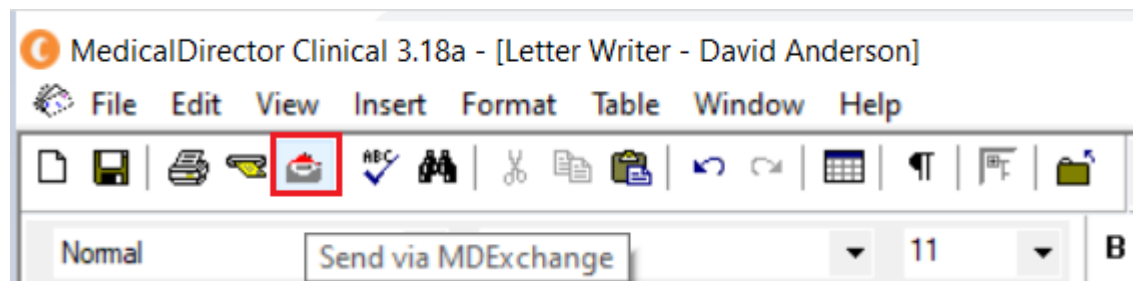 MedicalDirector Clinical 3.18a - [Letter Writer - David Anderson]
File Edit View Insert Format Table Window Help
ABC
Normal 11 B
Send via MDExchange